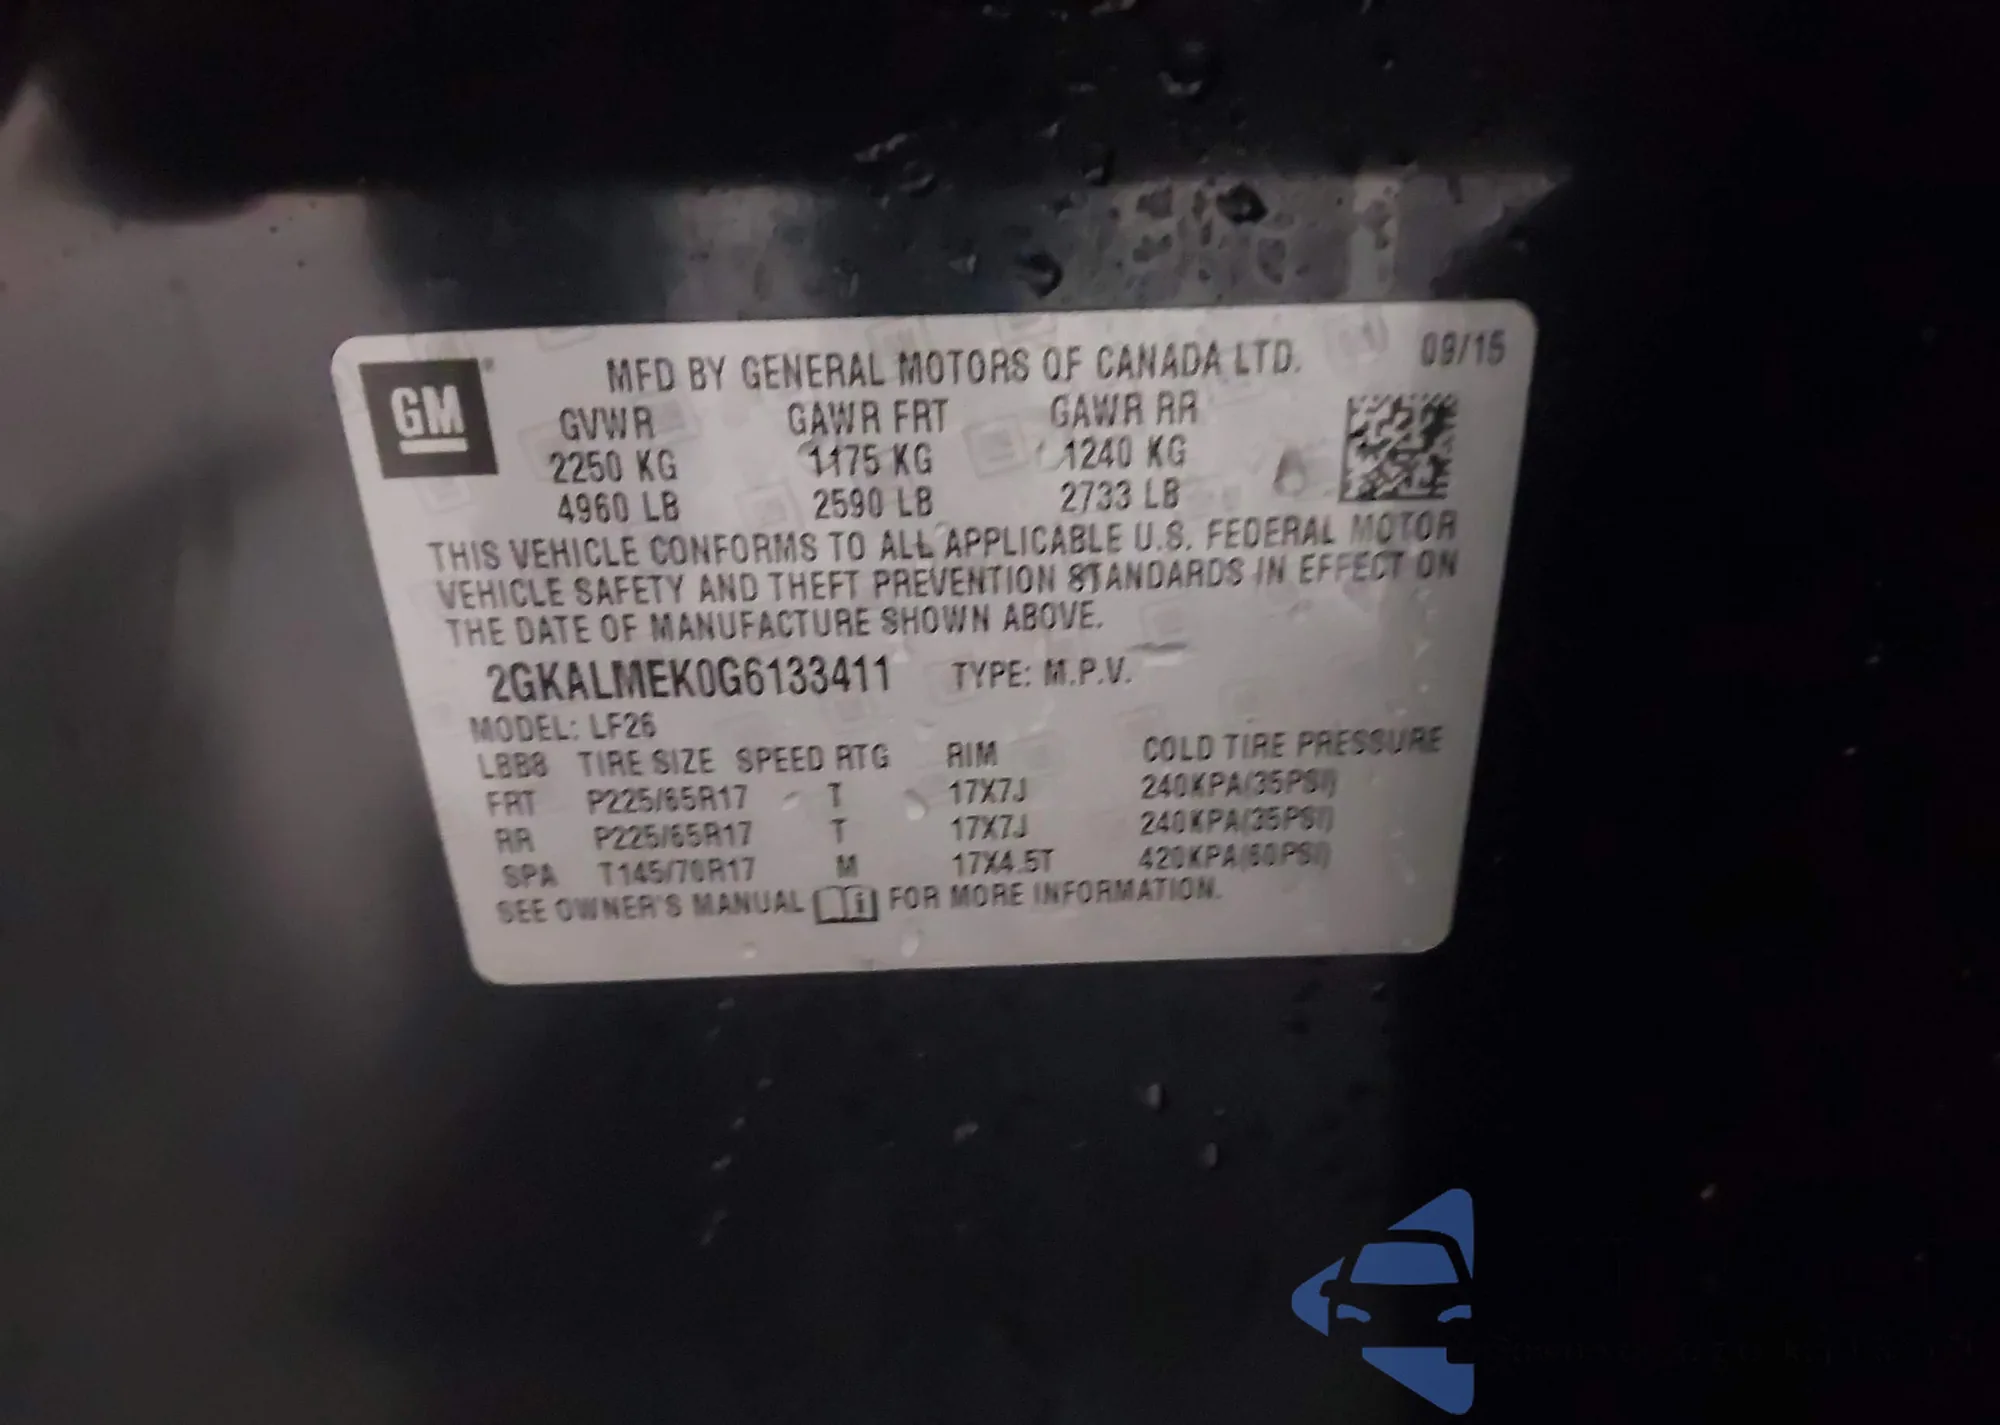 GM
MFD BY GENERAL MOTORS OF CANADA LTD. 09/15
GVWR GAWR FRT GAWR RR
2250 KG 1175 KG 1240 KG
4960 LB 2590 LB 2733 LB
THIS VEHICLE CONFORMS TO ALL APPLICABLE U.S. FEDERAL MOTOR
VEHICLE SAFETY AND THEFT PREVENTION STANDARDS IN EFFECT ON
THE DATE OF MANUFACTURE SHOWN ABOVE.
2GKALMEK0G6133411 TYPE: M.P.V.
MODEL: LF26
LBB8 TIRE SIZE SPEED RTG RIM COLD TIRE PRESSURE
FRT P225/65R17 T 17X7J 240KPA(35PSI)
RR P225/65R17 T 17X7J 240KPA(35PSI)
SPA T145/70R17 M 17X4.5T 420KPA(60PSI)
SEE OWNER'S MANUAL FOR MORE INFORMATION.